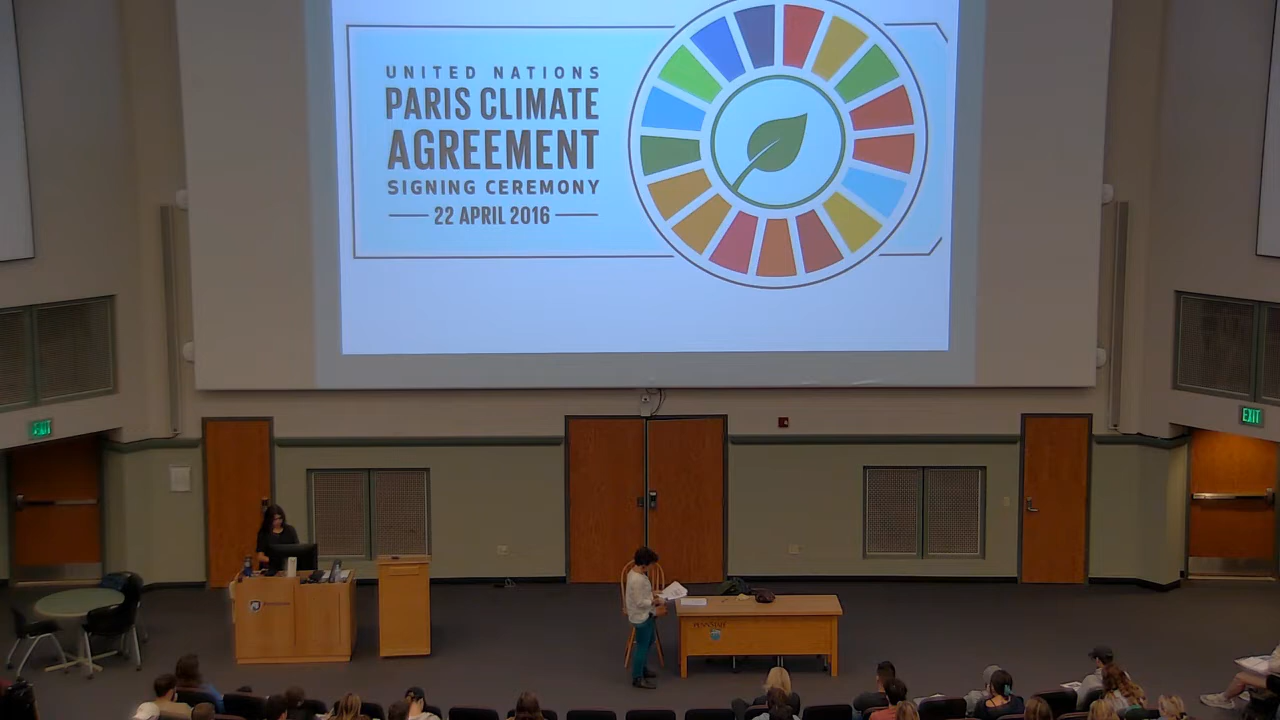 UNITED NATIONS
PARIS CLIMATE
AGREEMENT
SIGNING CEREMONY
22 APRIL 2016
EXIT
EXIT